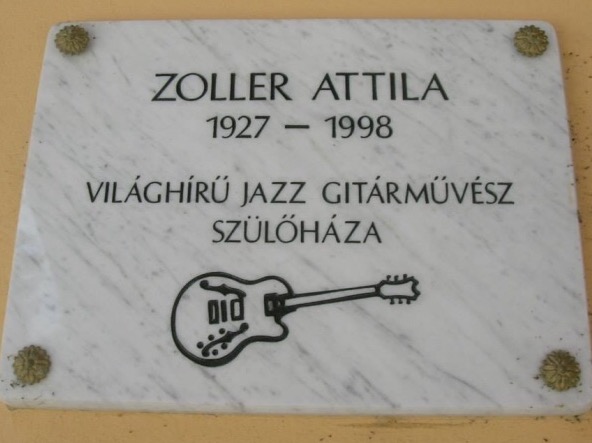 ZOLLER ATTILA
1927 – 1998
VILÁGHÍRŰ JAZZ GITÁRMŰVÉSZ
SZÜLŐHÁZA